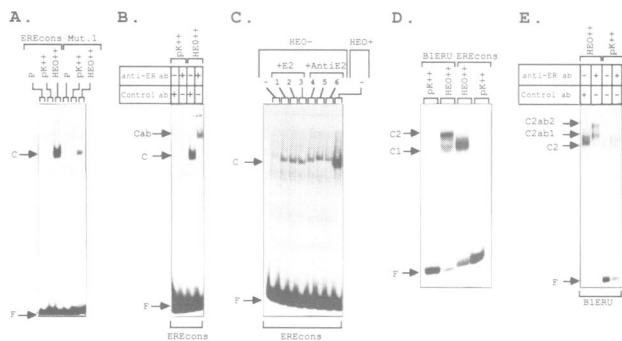 A.
EREcons Mut.1
P
pK++
HEO++
P
pK++
HEO++
C
F
B.
pK++
HEO++
anti-ER ab - + - +
Control ab + - + -
Cab
C
F
EREcons
C.
HEO- HEO+
+E2 +AntiE2
- 1 2 3 4 5 6 -
C
F
EREcons
D.
B1ERU EREcons
pK++
HEO++
HEO++
pK++
C2
C1
F
E.
HEO++
pK++
anti-ER ab - + - +
Control ab + - + -
C2ab2
C2ab1
C2
F
B1ERU